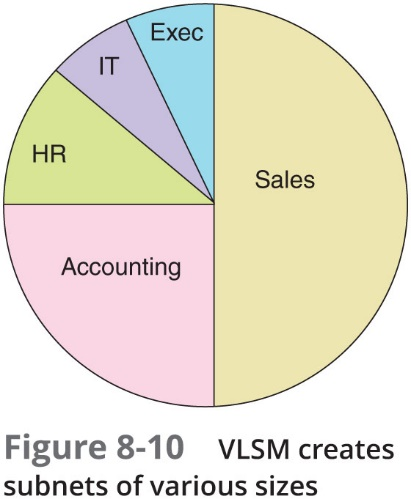 Exec
IT
HR
Sales
Accounting
Figure 8-10 VLSM creates
subnets of various sizes